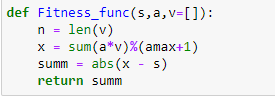 def Fitness_func(s,a,v=[]):
    n = len(v)
    x = sum(a*v)%(amax+1)
    summ = abs(x - s)
    return summ